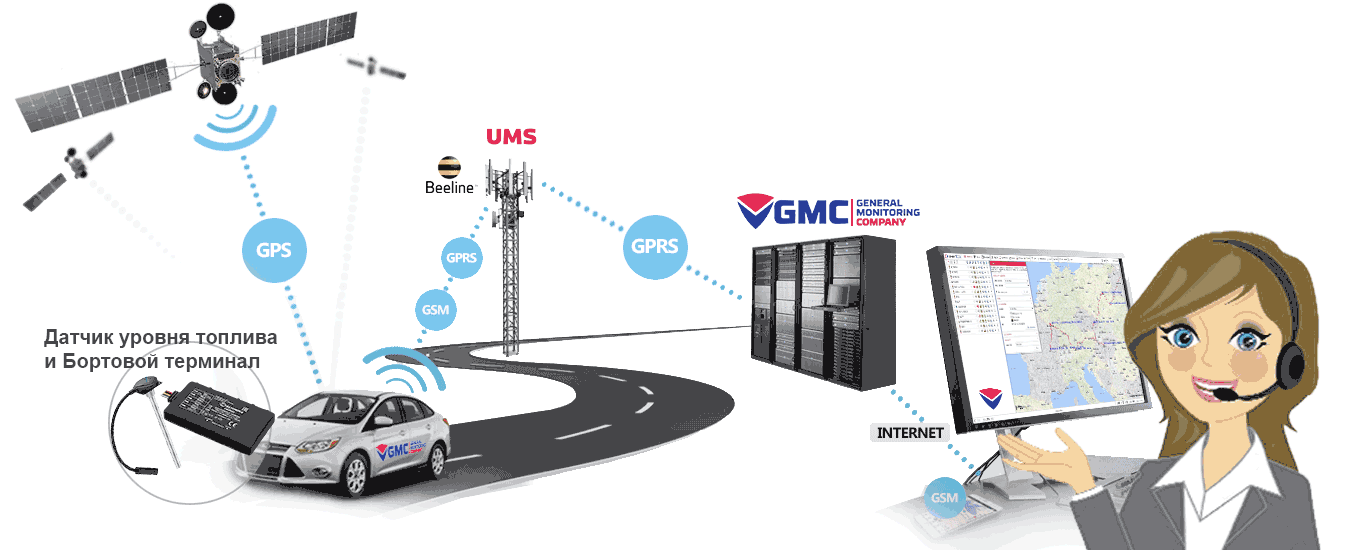 UMS
Beeline
GPS
GPRS
GSM
GPRS
GMC GENERAL
MONITORING
COMPANY
Датчик уровня топлива
и Бортовой терминал
GMC
INTERNET
GSM